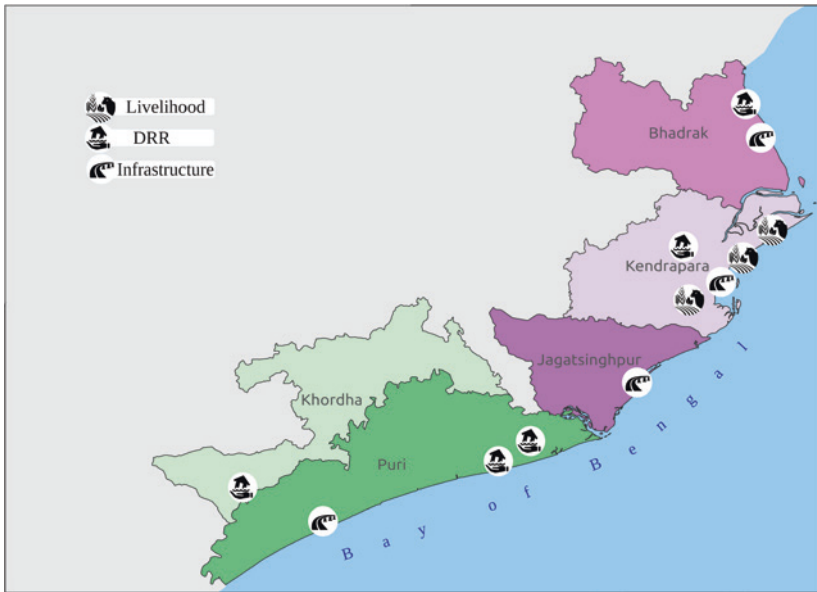 Livelihood
DRR
Infrastructure
Bhadrak
Kendrapara
Jagatsinghpur
Khordha
Puri
Bay of Bengal